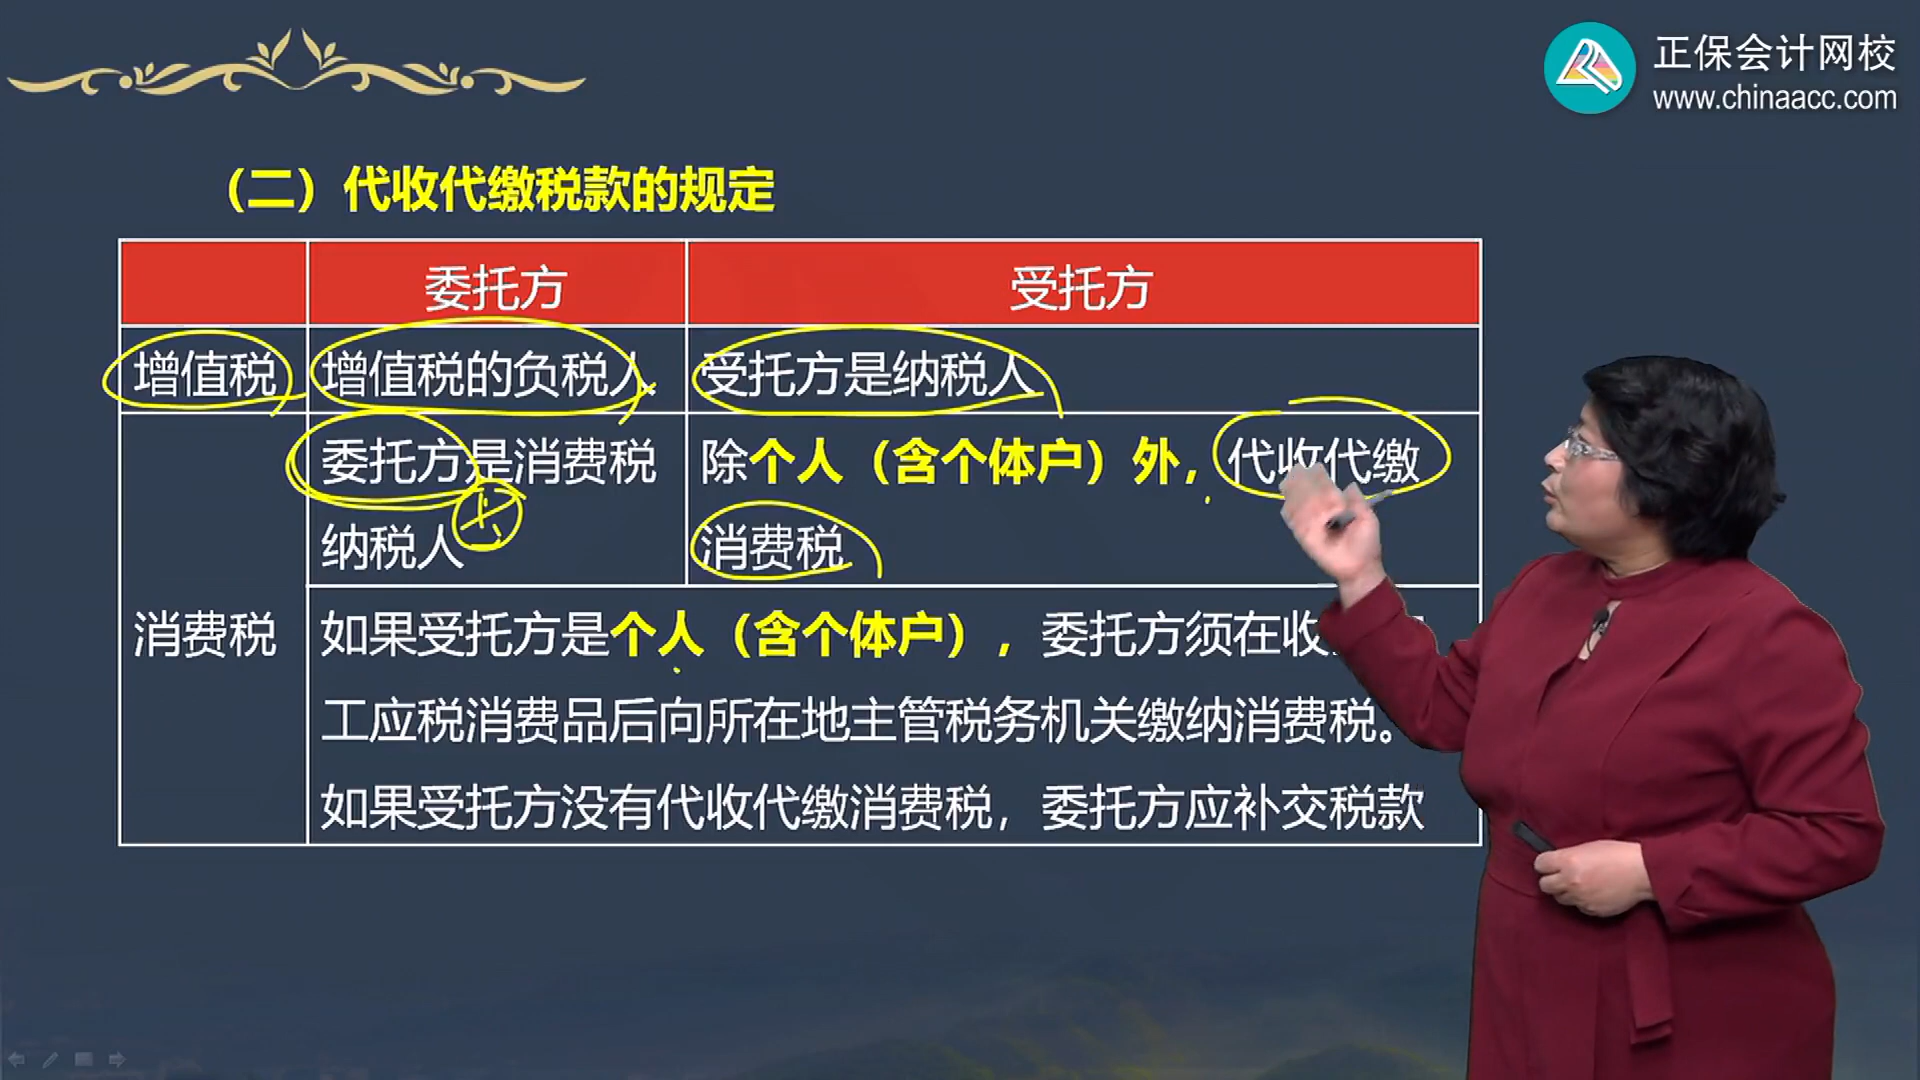 正保会计网校
www.chinaacc.com
（二）代收代缴税款的规定
委托方
受托方
增值税
增值税的负税人
受托方是纳税人
委托方是消费税
纳税人
除个人（含个体户）外，代收代缴
消费税
消费税
如果受托方是个人（含个体户），委托方须在收
工应税消费品后向所在地主管税务机关缴纳消费税。
如果受托方没有代收代缴消费税，委托方应补交税款